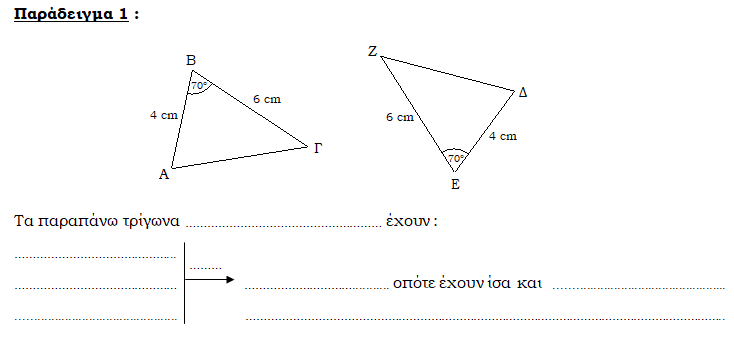 Παράδειγμα 1 :
Β
70°
4 cm
6 cm
Α
Γ
Ζ
Δ
6 cm
4 cm
70°
Ε
Τα παραπάνω τρίγωνα ........................................................ έχουν :
................................................
.........
................................................ ........................................... οπότε έχουν ίσα και ...................................................
................................................ ................................................................................................................................